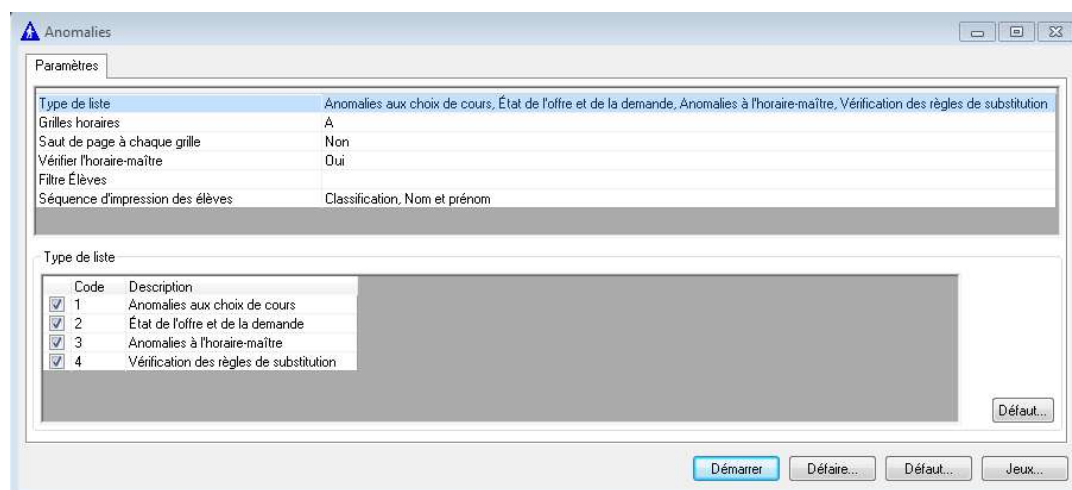 Anomalies
Paramètres
Type de liste Anomalies aux choix de cours, État de l'offre et de la demande, Anomalies à l'horaire-maître, Vérification des règles de substitution
Grilles horaires A
Saut de page à chaque grille Non
Vérifier l'horaire-maître Oui
Filtre Élèves
Séquence d'impression des élèves Classification, Nom et prénom
Type de liste
Code Description
1 Anomalies aux choix de cours
2 État de l'offre et de la demande
3 Anomalies à l'horaire-maître
4 Vérification des règles de substitution
Défaut...
Démarrer Défaire... Défaut... Jeux...